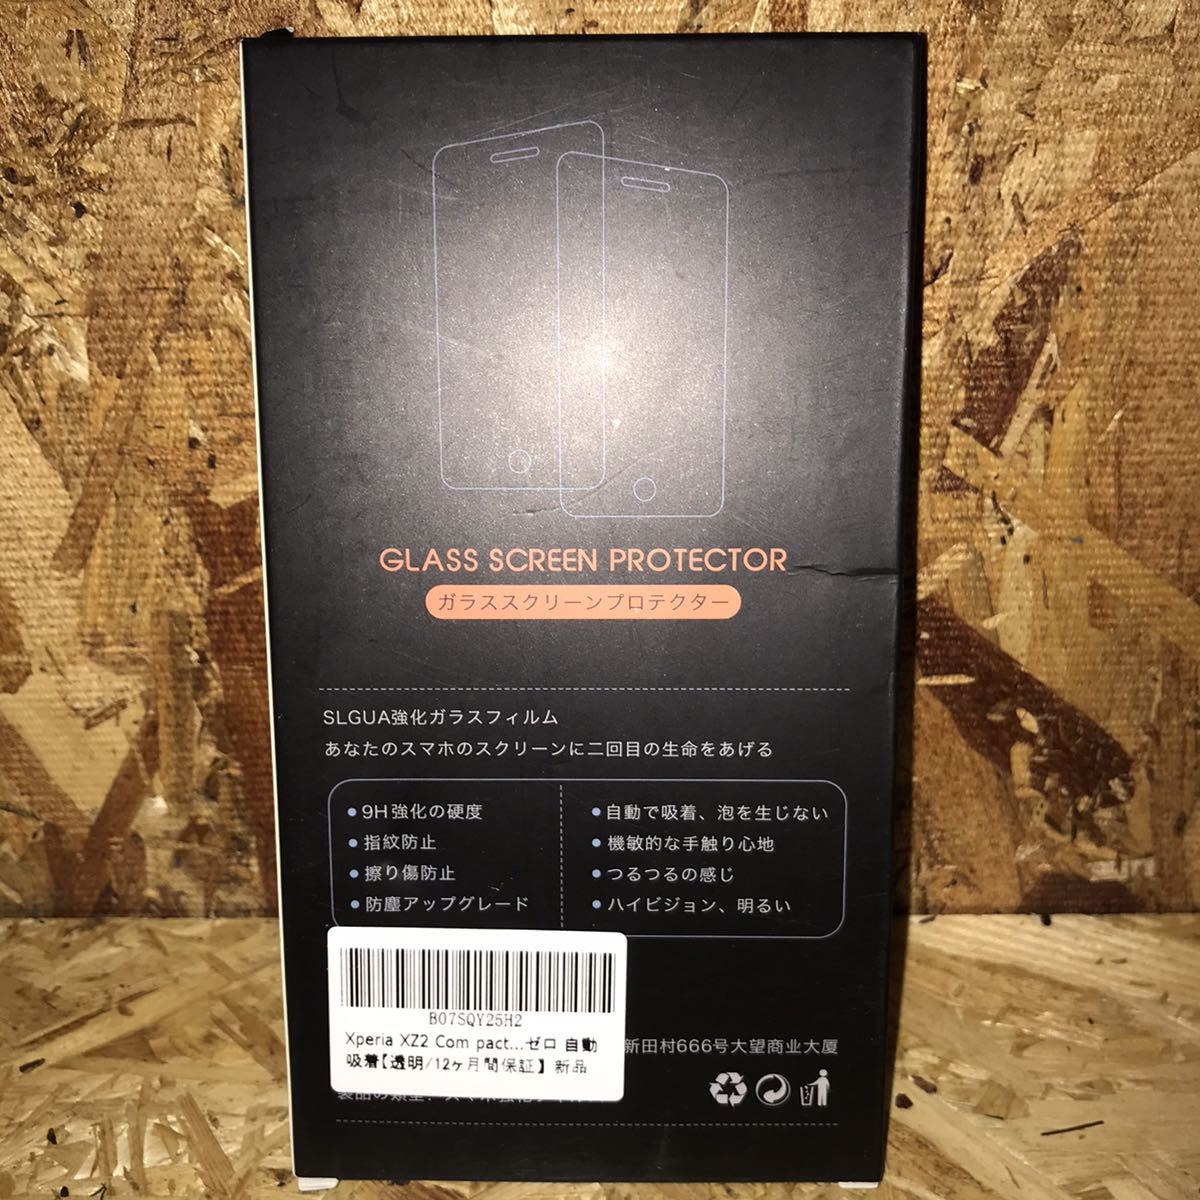 GLASS SCREEN PROTECTOR
ガラススクリーンプロテクター
SLGUA強化ガラスフィルム
あなたのスマホのスクリーンに二回目の生命をあげる
●9H強化の硬度
●指紋防止
●擦り傷防止
●防塵アップグレード
●自動で吸着、泡を生じない
●機敏的な手触り心地
●つるつるの感じ
●ハイビジョン、明るい
B07SQY25H2
Xperia XZ2 Com pact...ゼロ 自動
吸着【透明/12ヶ月間保証】 新品
新田村666号大望商业大厦